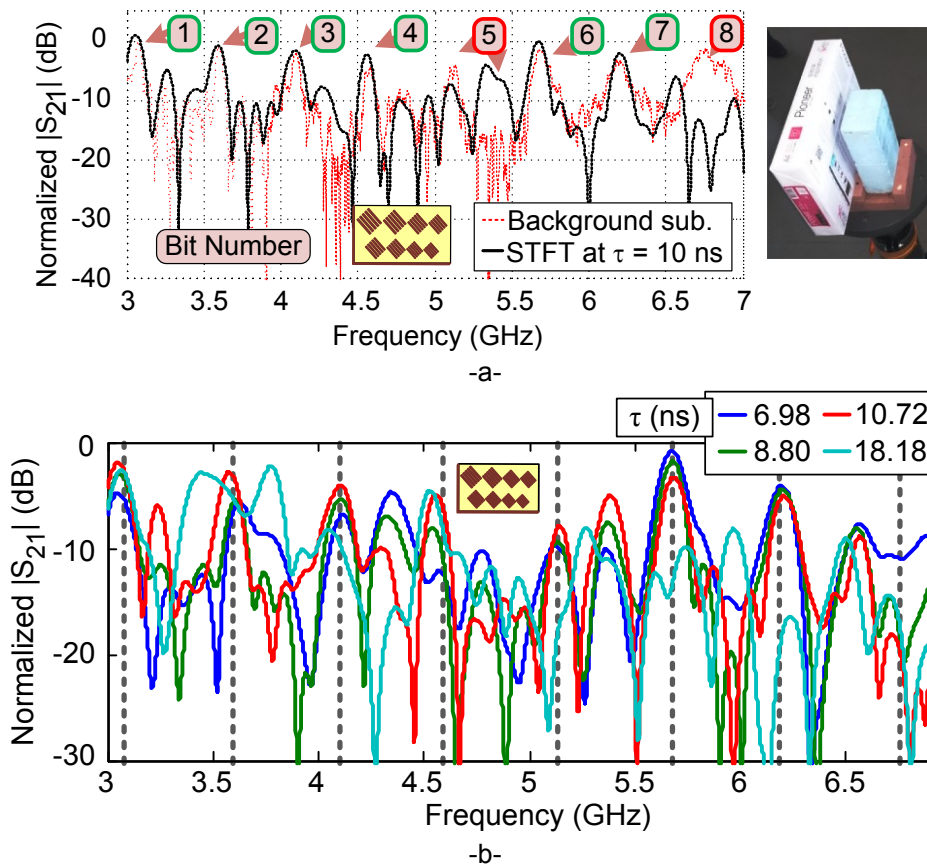 1 2 3 4 5 6 7 8
0
-10
-20
-30
-40
Normalized |S21| (dB)
Bit Number
Background sub.
STFT at τ = 10 ns
3 3.5 4 4.5 5 5.5 6 6.5 7
Frequency (GHz)
Pioneer
-a-
τ (ns)
6.98 10.72
8.80 18.18
0
-10
-20
-30
Normalized |S21| (dB)
3 3.5 4 4.5 5 5.5 6 6.5
Frequency (GHz)
-b-